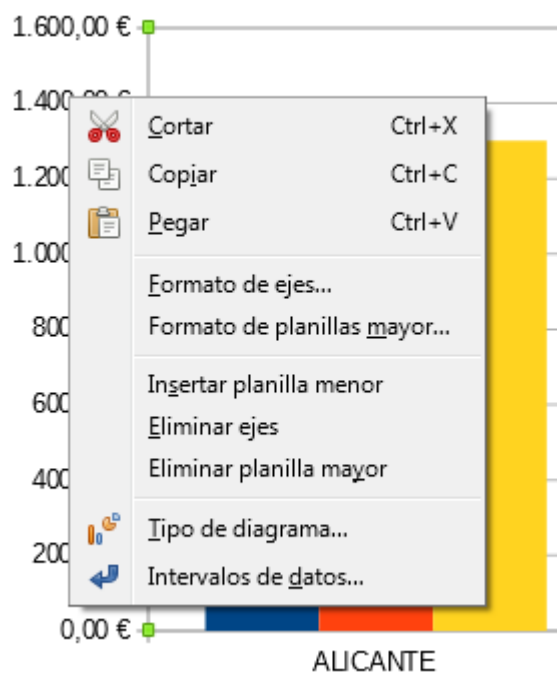 1.600,00 €
1.400,00 €
1.200
1.000
800
600
400
200
0,00 €
Cortar Ctrl+X
Copiar Ctrl+C
Pegar Ctrl+V
Formato de ejes...
Formato de planillas mayor...
Insertar planilla menor
Eliminar ejes
Eliminar planilla mayor
Tipo de diagrama...
Intervalos de datos...
ALICANTE